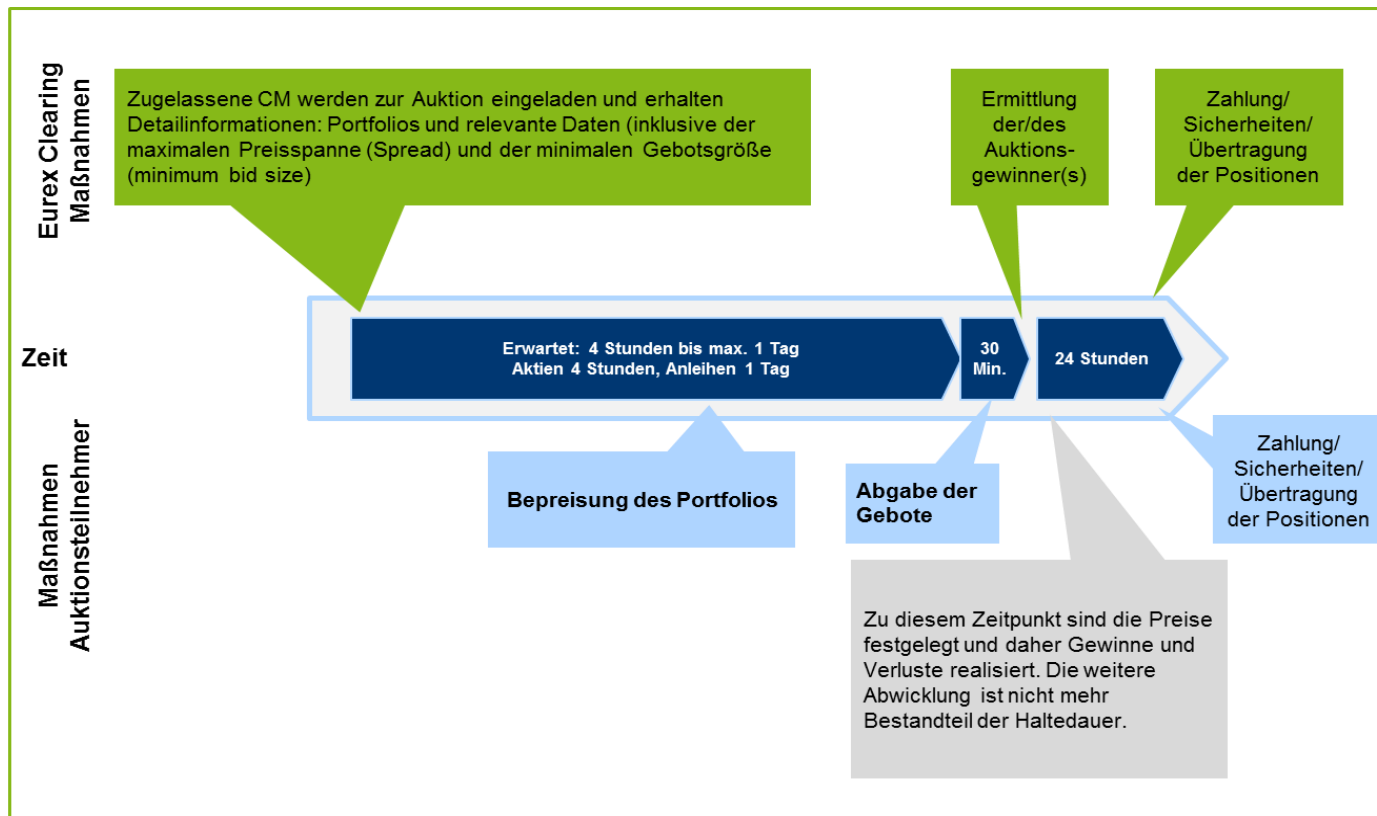 Eurex Clearing
Maßnahmen
Zugelassene CM werden zur Auktion eingeladen und erhalten
Detailinformationen: Portfolios und relevante Daten (inklusive der
maximalen Preisspanne (Spread) und der minimalen Gebotsgröße
(minimum bid size)
Ermittlung
der/des
Auktions-
gewinner(s)
Zahlung/
Sicherheiten/
Übertragung
der Positionen
Zeit
Erwartet: 4 Stunden bis max. 1 Tag
Aktien 4 Stunden, Anleihen 1 Tag
30
Min.
24 Stunden
Maßnahmen
Auktionsteilnehmer
Bepreisung des Portfolios
Abgabe der
Gebote
Zahlung/
Sicherheiten/
Übertragung
der Positionen
Zu diesem Zeitpunkt sind die Preise
festgelegt und daher Gewinne und
Verluste realisiert. Die weitere
Abwicklung ist nicht mehr
Bestandteil der Haltedauer.